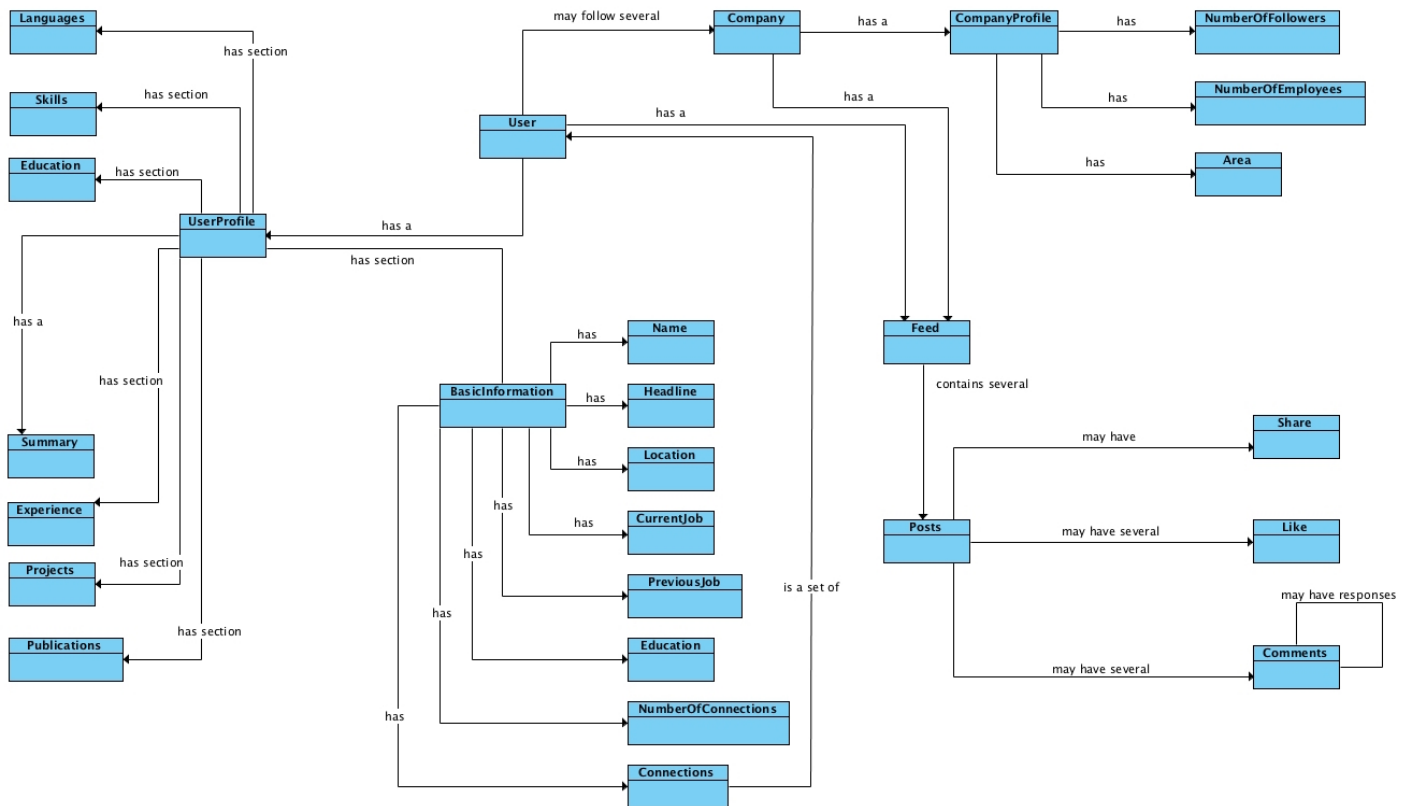 Languages
may follow several
Company
has a
CompanyProfile
has
NumberOfFollowers
has section
Skills
has section
has a
has
NumberOfEmployees
User
has a
Education
has section
has
Area
UserProfile
has a
has section
has a
Name
has
Feed
has section
BasicInformation
contains several
Headline
has
Summary
Share
may have
Location
has
Experience
has
CurrentJob
has
Posts
may have several
Like
has section
has
Projects
PreviousJob
is a set of
may have responses
has
has section
Publications
Education
Comments
may have several
NumberOfConnections
has
Connections